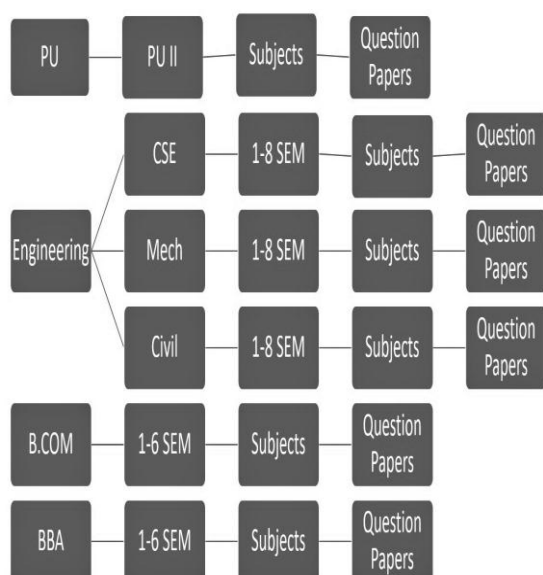 PU
PU II
Subjects
Question
Papers
CSE
1-8 SEM
Subjects
Question
Papers
Engineering
Mech
1-8 SEM
Subjects
Question
Papers
Civil
1-8 SEM
Subjects
Question
Papers
B.COM
1-6 SEM
Subjects
Question
Papers
BBA
1-6 SEM
Subjects
Question
Papers